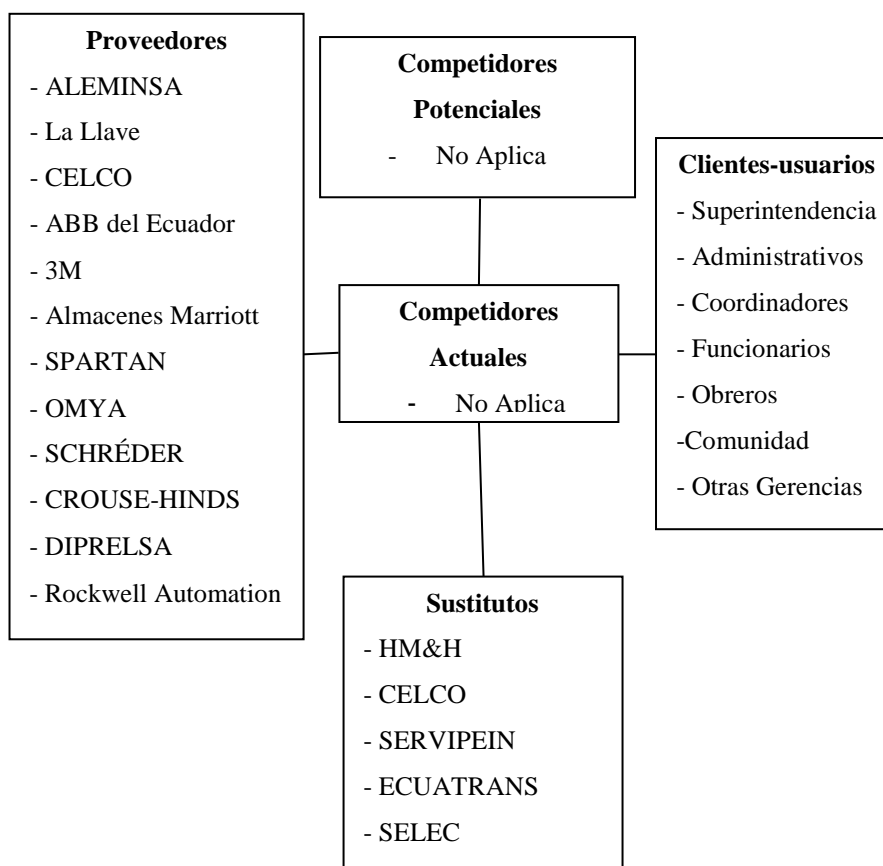 Proveedores
- ALEMINSA
- La Llave
- CELCO
- ABB del Ecuador
- 3M
- Almacenes Marriott
- SPARTAN
- OMYA
- SCHRÉDER
- CROUSE-HINDS
- DIPRELSA
- Rockwell Automation
Competidores
Potenciales
- No Aplica
Competidores
Actuales
- No Aplica
Clientes-usuarios
- Superintendencia
- Administrativos
- Coordinadores
- Funcionarios
- Obreros
-Comunidad
- Otras Gerencias
Sustitutos
- HM&H
- CELCO
- SERVIPEIN
- ECUATRANS
- SELEC